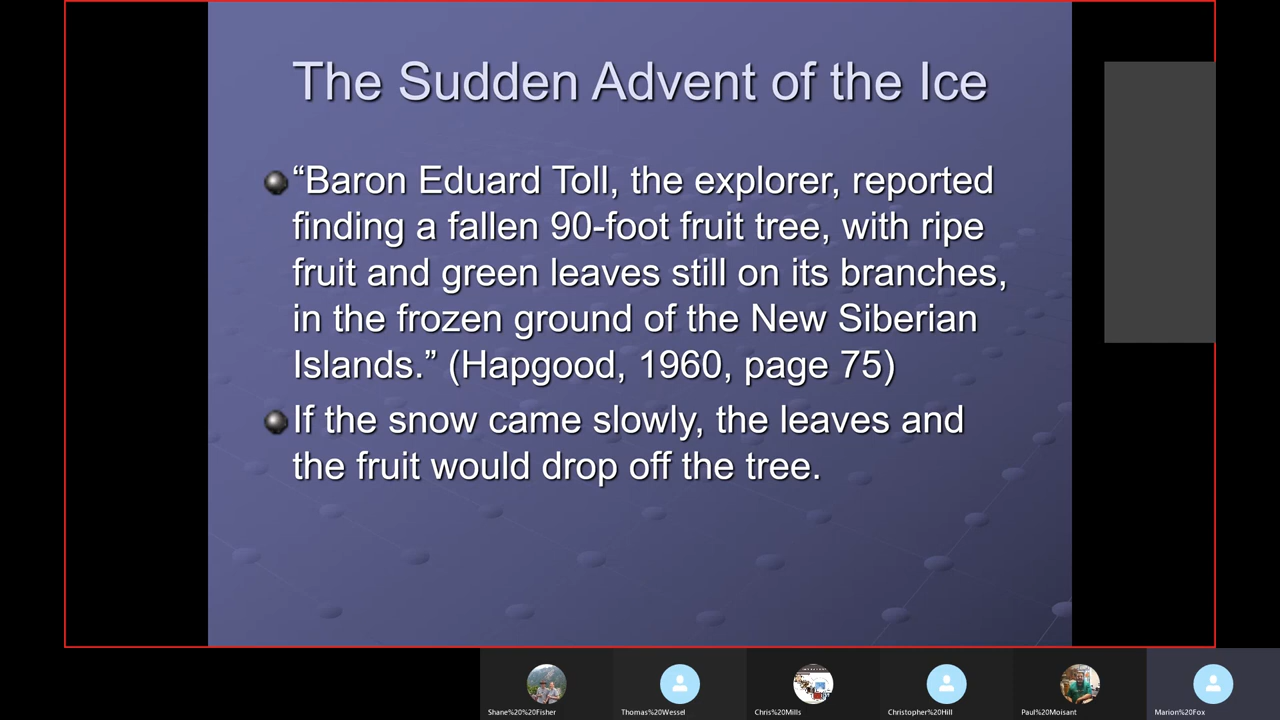 The Sudden Advent of the Ice
“Baron Eduard Toll, the explorer, reported
finding a fallen 90-foot fruit tree, with ripe
fruit and green leaves still on its branches,
in the frozen ground of the New Siberian
Islands.” (Hapgood, 1960, page 75)
If the snow came slowly, the leaves and
the fruit would drop off the tree.
Shane%20%20Fisher
Thomas%20Wessel
Chris%20Mills
Christopher%20Hill
Paul%20Moisant
Marion%20Fox